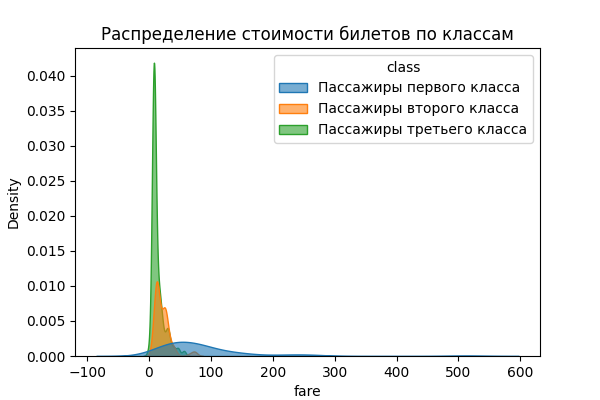 Распределение стоимости билетов по классам
class
Пассажиры первого класса
Пассажиры второго класса
Пассажиры третьего класса
0.040
0.035
0.030
0.025
0.020
0.015
0.010
0.005
0.000
Density
−100 0 100 200 300 400 500 600
fare